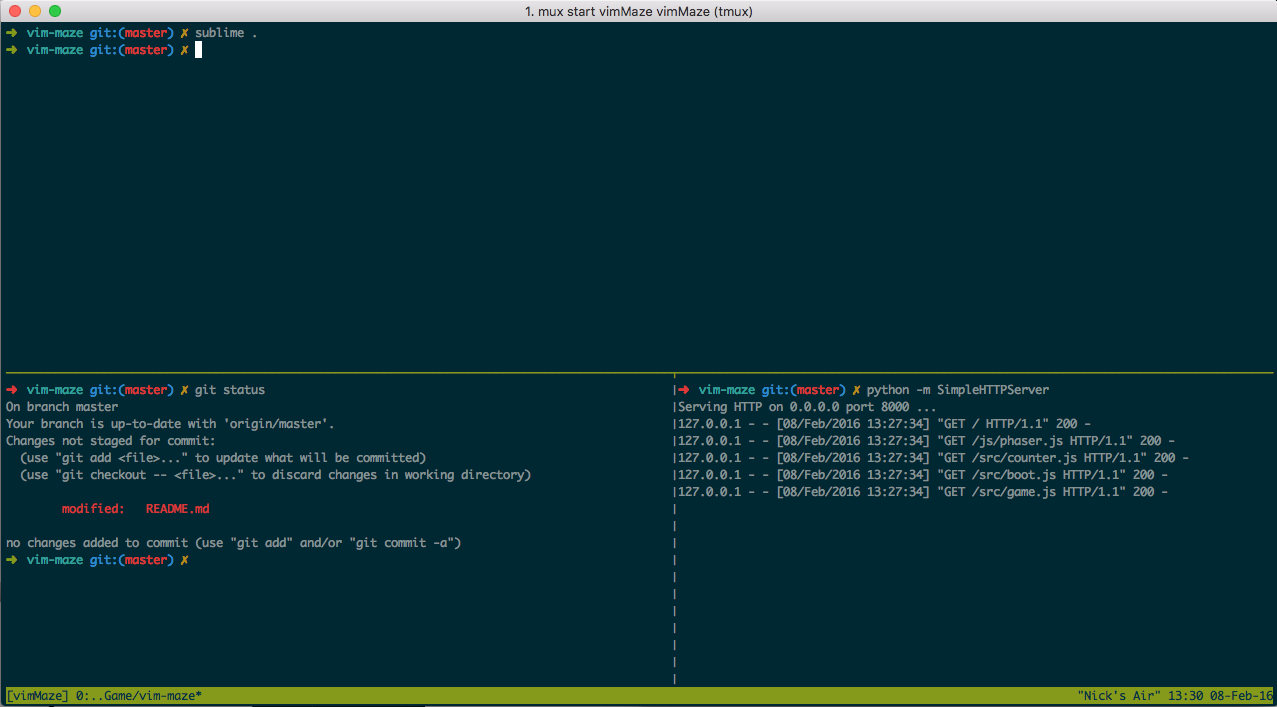 1. mux start vimMaze vimMaze (tmux)
➜ vim-maze git:(master) ✗ sublime .
➜ vim-maze git:(master) ✗
➜ vim-maze git:(master) ✗ git status
On branch master
Your branch is up-to-date with 'origin/master'.
Changes not staged for commit:
  (use "git add <file>..." to update what will be committed)
  (use "git checkout -- <file>..." to discard changes in working directory)
        modified:   README.md
no changes added to commit (use "git add" and/or "git commit -a")
➜ vim-maze git:(master) ✗
➜ vim-maze git:(master) ✗ python -m SimpleHTTPServer
Serving HTTP on 0.0.0.0 port 8000 ...
127.0.0.1 - - [08/Feb/2016 13:27:34] "GET / HTTP/1.1" 200 -
127.0.0.1 - - [08/Feb/2016 13:27:34] "GET /js/phaser.js HTTP/1.1" 200 -
127.0.0.1 - - [08/Feb/2016 13:27:34] "GET /src/counter.js HTTP/1.1" 200 -
127.0.0.1 - - [08/Feb/2016 13:27:34] "GET /src/boot.js HTTP/1.1" 200 -
127.0.0.1 - - [08/Feb/2016 13:27:34] "GET /src/game.js HTTP/1.1" 200 -
[vimMaze] 0:..Game/vim-maze* "Nick's Air" 13:30 08-Feb-16